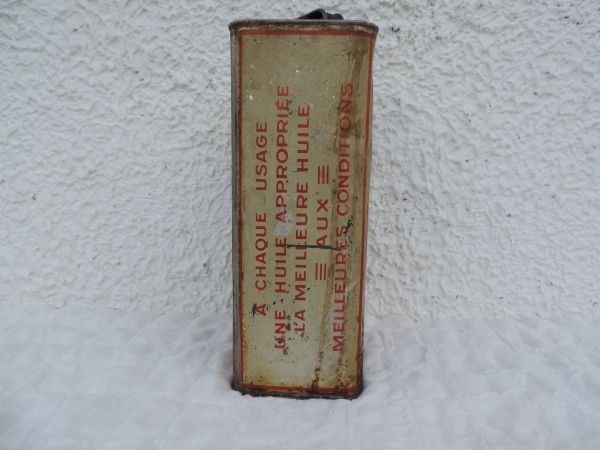 A CHAQUE USAGE
UNE HUILE APPROPRIÉE
LA MEILLEURE HUILE
AUX
MEILLEURES CONDITIONS